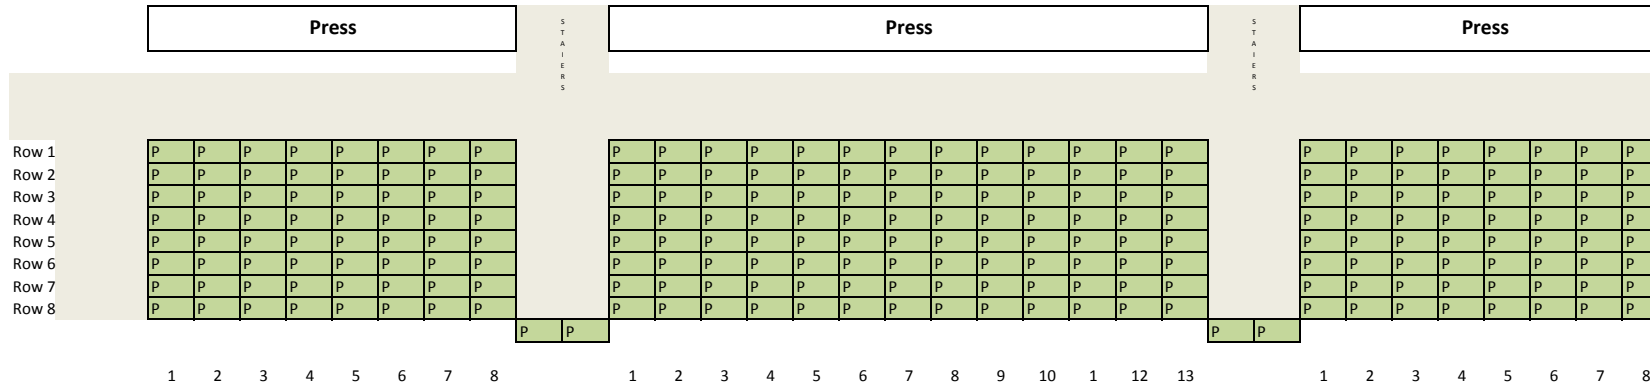 Press Press Press
S T A I E R S S T A I E R S
Row 1 P P P P P P P P P P P P P P P P P P P P P P P P P P P P P
Row 2 P P P P P P P P P P P P P P P P P P P P P P P P P P P P P
Row 3 P P P P P P P P P P P P P P P P P P P P P P P P P P P P P
Row 4 P P P P P P P P P P P P P P P P P P P P P P P P P P P P P
Row 5 P P P P P P P P P P P P P P P P P P P P P P P P P P P P P
Row 6 P P P P P P P P P P P P P P P P P P P P P P P P P P P P P
Row 7 P P P P P P P P P P P P P P P P P P P P P P P P P P P P P
Row 8 P P P P P P P P P P P P P P P P P P P P P P P P P P P P P
P P P P
1 2 3 4 5 6 7 8 1 2 3 4 5 6 7 8 9 10 1 12 13 1 2 3 4 5 6 7 8